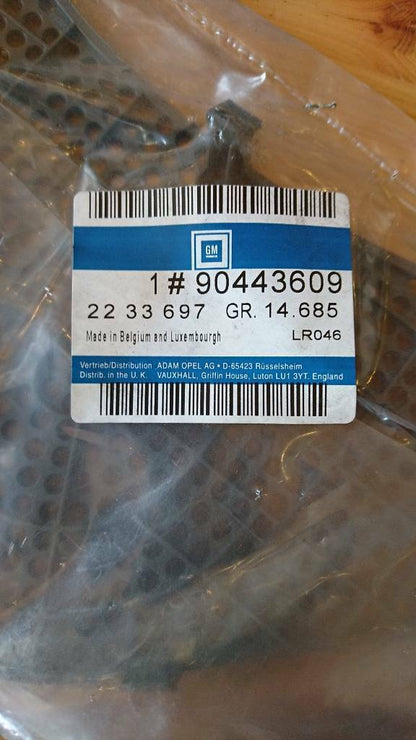 GM
1 # 90443609
22 33 697 GR. 14.685
Made in Belgium and Luxembourgh LR046
Vertrieb/Distribution ADAM OPEL AG • D-65423 Rüsselsheim
Distrib. in the U. K. VAUXHALL, Griffin House, Luton LU1 3YT. England